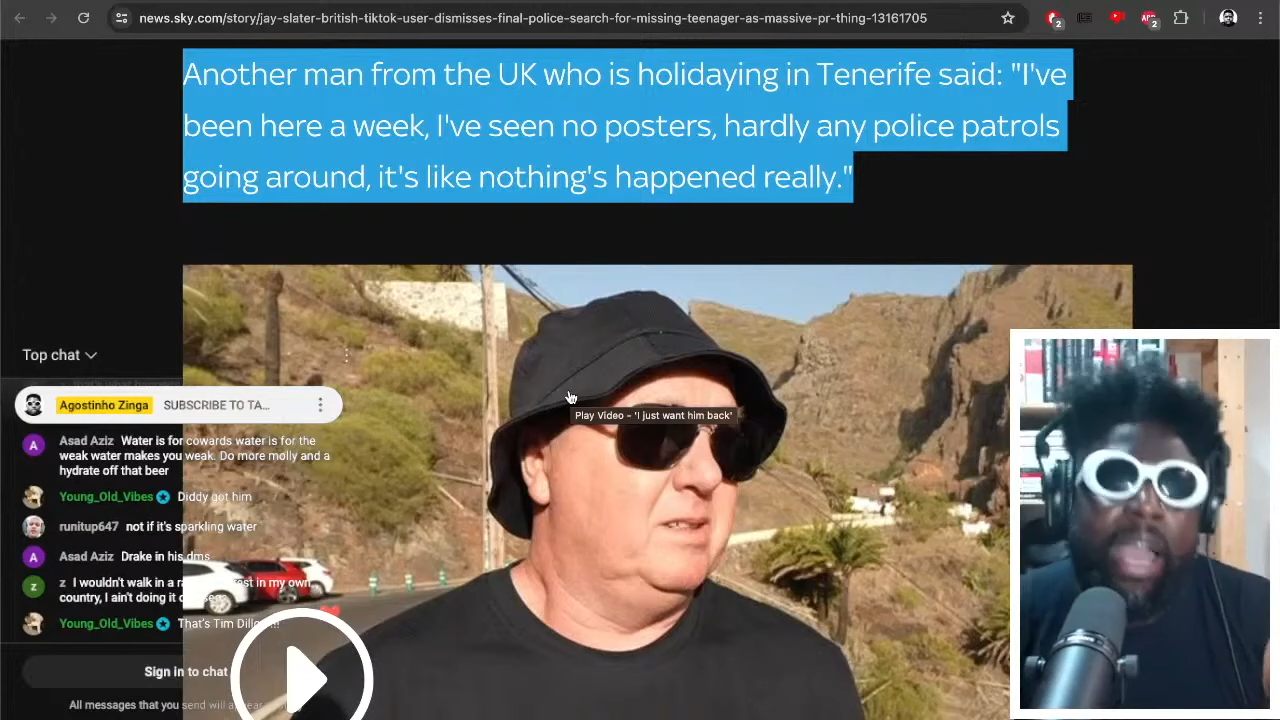 news.sky.com/story/jay-slater-british-tiktok-user-dismisses-final-police-search-for-missing-teenager-as-massive-pr-thing-13161705
2
2
Another man from the UK who is holidaying in Tenerife said: "I've
been here a week, I've seen no posters, hardly any police patrols
going around, it's like nothing's happened really."
Top chat
Agostinho Zinga SUBSCRIBE TO TA...
Play Video - 'I just want him back'
A Asad Aziz Water is for cowards water is for the
weak water makes you weak. Do more molly and a
hydrate off that beer
Young_Old_Vibes Diddy got him
runitup647 not if it's sparkling water
A Asad Aziz Drake in his dms
z z I wouldn't walk in a in my own
country, I ain't doing it
Young_Old_Vibes That's Tim
Sign in to chat
All messages that you send will